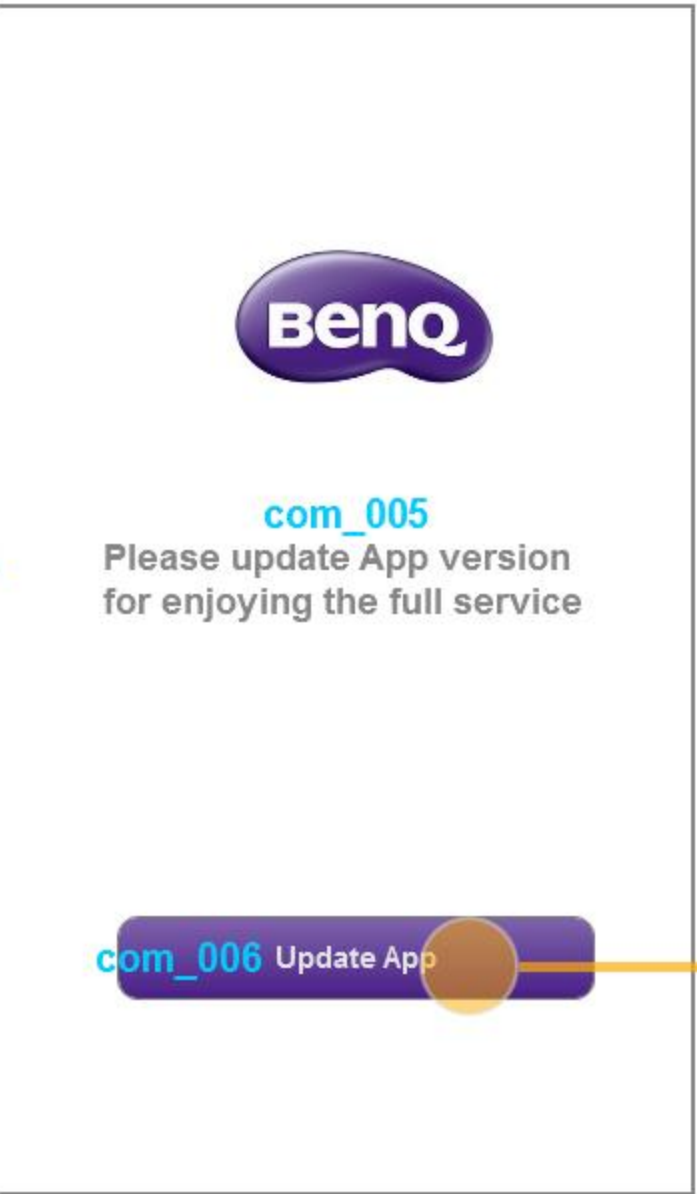 BenQ
com_005
Please update App version
for enjoying the full service
com_006 Update App